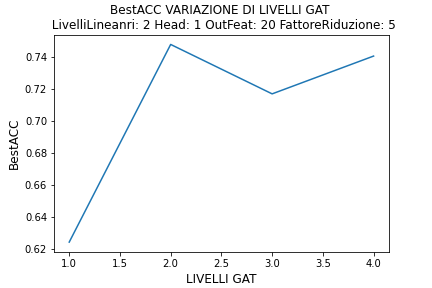 BestACC VARIAZIONE DI LIVELLI GAT
LivelliLineanri: 2 Head: 1 OutFeat: 20 FattoreRiduzione: 5
0.74
0.72
0.70
0.68
0.66
0.64
0.62
BestACC
1.0 1.5 2.0 2.5 3.0 3.5 4.0
LIVELLI GAT